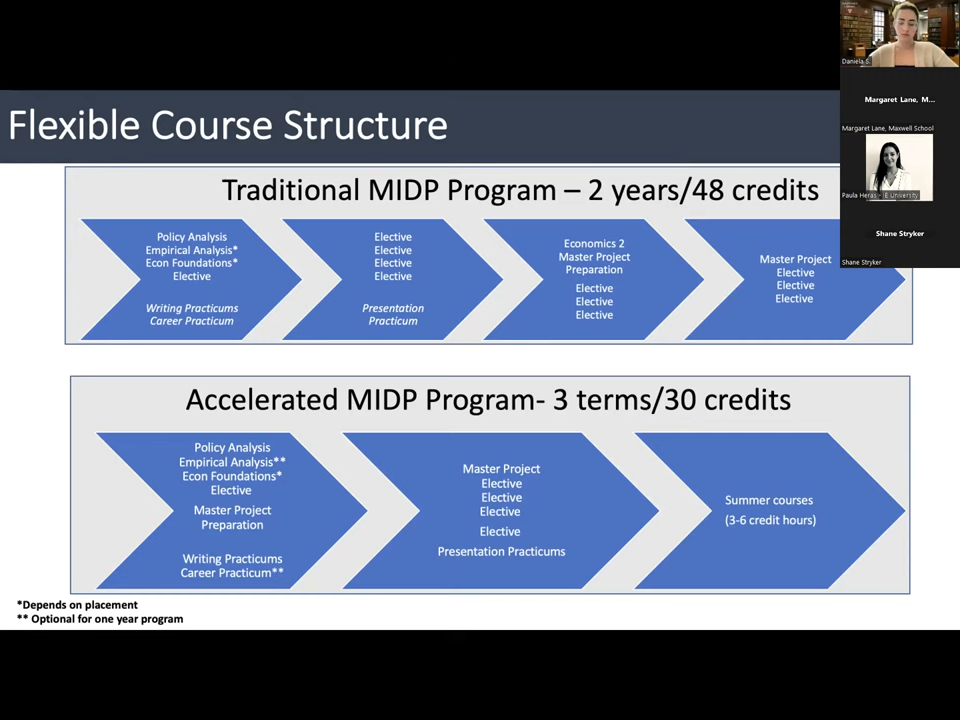 Flexible Course Structure
Traditional MIDP Program – 2 years/48 credits
Policy Analysis
Empirical Analysis*
Econ Foundations*
Elective
Writing Practicums
Career Practicum
Elective
Elective
Elective
Elective
Presentation
Practicum
Economics 2
Master Project
Preparation
Elective
Elective
Elective
Master Project
Elective
Elective
Elective
Accelerated MIDP Program- 3 terms/30 credits
Policy Analysis
Empirical Analysis**
Econ Foundations*
Elective
Master Project
Preparation
Writing Practicums
Career Practicum**
Master Project
Elective
Elective
Elective
Elective
Presentation Practicums
Summer courses
(3-6 credit hours)
*Depends on placement
** Optional for one year program
Daniela S.
Margaret Lane, M...
Margaret Lane, Maxwell School
Paula Heras - IE University
Shane Stryker
Shane Stryker